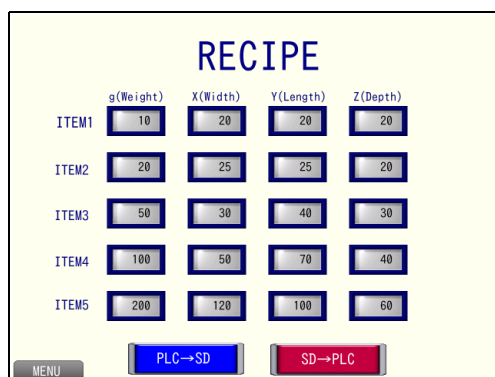 RECIPE
g(Weight) X(Width) Y(Length) Z(Depth)
ITEM1 10 20 20 20
ITEM2 20 25 25 20
ITEM3 50 30 40 30
ITEM4 100 50 70 40
ITEM5 200 120 100 60
PLC→SD SD→PLC
MENU